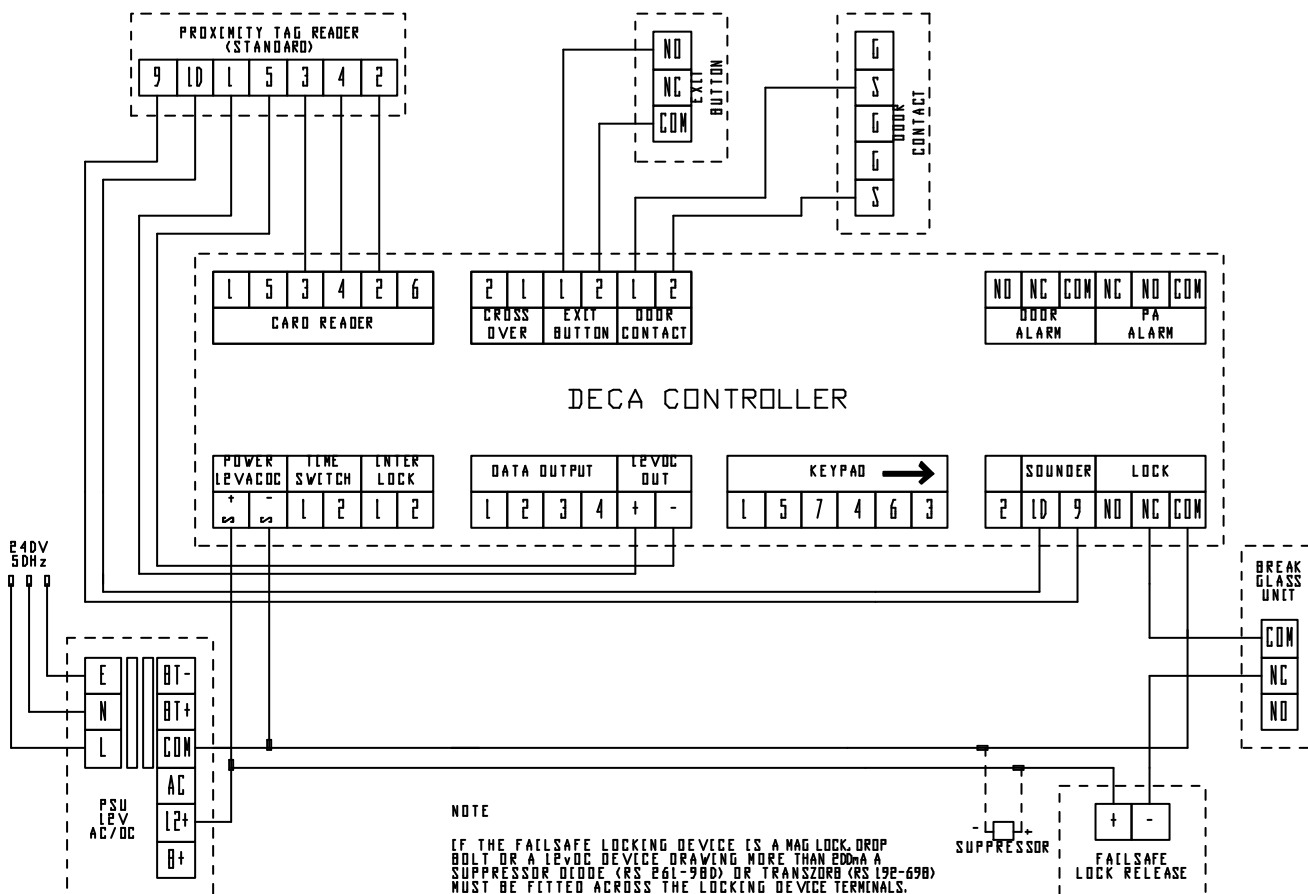 PROXIMITY TAG READER
(STANDARD)
9 10 1 5 3 4 2
NO
NC
COM
EXIT
BUTTON
G
S
G
G
S
DOOR
CONTACT
1 5 3 4 2 6
CARD READER
2 1 1 2 1 2
CROSS OVER
EXIT BUTTON
DOOR CONTACT
NO NC COM NC NO COM
DOOR ALARM
PA ALARM
DECA CONTROLLER
POWER 12VACDC
TIME SWITCH
INTER LOCK
+ - 1 2 1 2
DATA OUTPUT
12VDC OUT
1 2 3 4 + -
KEYPAD
1 5 7 4 6 3
SOUNDER
LOCK
2 10 9 NO NC COM
240V
50Hz
E
N
L
BT-
BT+
COM
AC
12+
B+
PSU
12V
AC/DC
BREAK
GLASS
UNIT
COM
NC
NO
NOTE
IF THE FAILSAFE LOCKING DEVICE IS A MAG LOCK, DROP
BOLT OR A 12vDC DEVICE DRAWING MORE THAN 200mA A
SUPPRESSOR DIODE (RS 261-980) OR TRANSZORB (RS 192-698)
MUST BE FITTED ACROSS THE LOCKING DEVICE TERMINALS.
- +
SUPPRESSOR
+ -
FAILSAFE
LOCK RELEASE